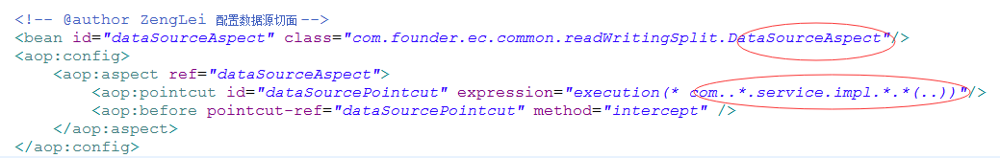 <!-- @author ZengLei 配置数据源切面-->
<bean id="dataSourceAspect" class="com.founder.ec.common.readWritingSplit.DataSourceAspect"/>
<aop:config>
<aop:aspect ref="dataSourceAspect">
<aop:pointcut id="dataSourcePointcut" expression="execution(* com..*.service.impl.*.*(..))"/>
<aop:before pointcut-ref="dataSourcePointcut" method="intercept" />
</aop:aspect>
</aop:config>